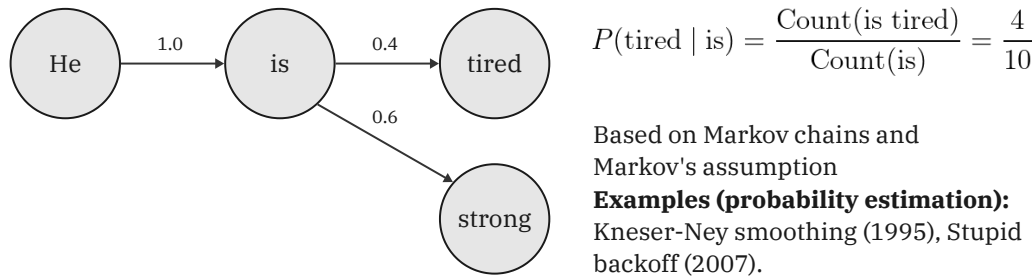 He
1.0
is
0.4
tired
0.6
strong
P(tired | is) = Count(is tired) / Count(is) = 4 / 10
Based on Markov chains and
Markov's assumption
Examples (probability estimation):
Kneser-Ney smoothing (1995), Stupid
backoff (2007).